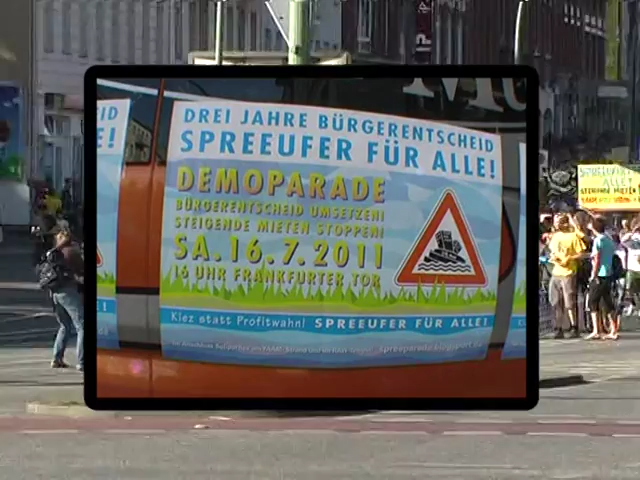 DREI JAHRE BÜRGERENTSCHEID
SPREEUFER FÜR ALLE!
DEMOPARADE
BÜRGERENTSCHEID UMSETZEN!
STEIGENDE MIETEN STOPPEN!
SA. 16.7.2011
16 UHR FRANKFURTER TOR
Kiez statt Profitwahn! SPREEUFER FÜR ALLE!